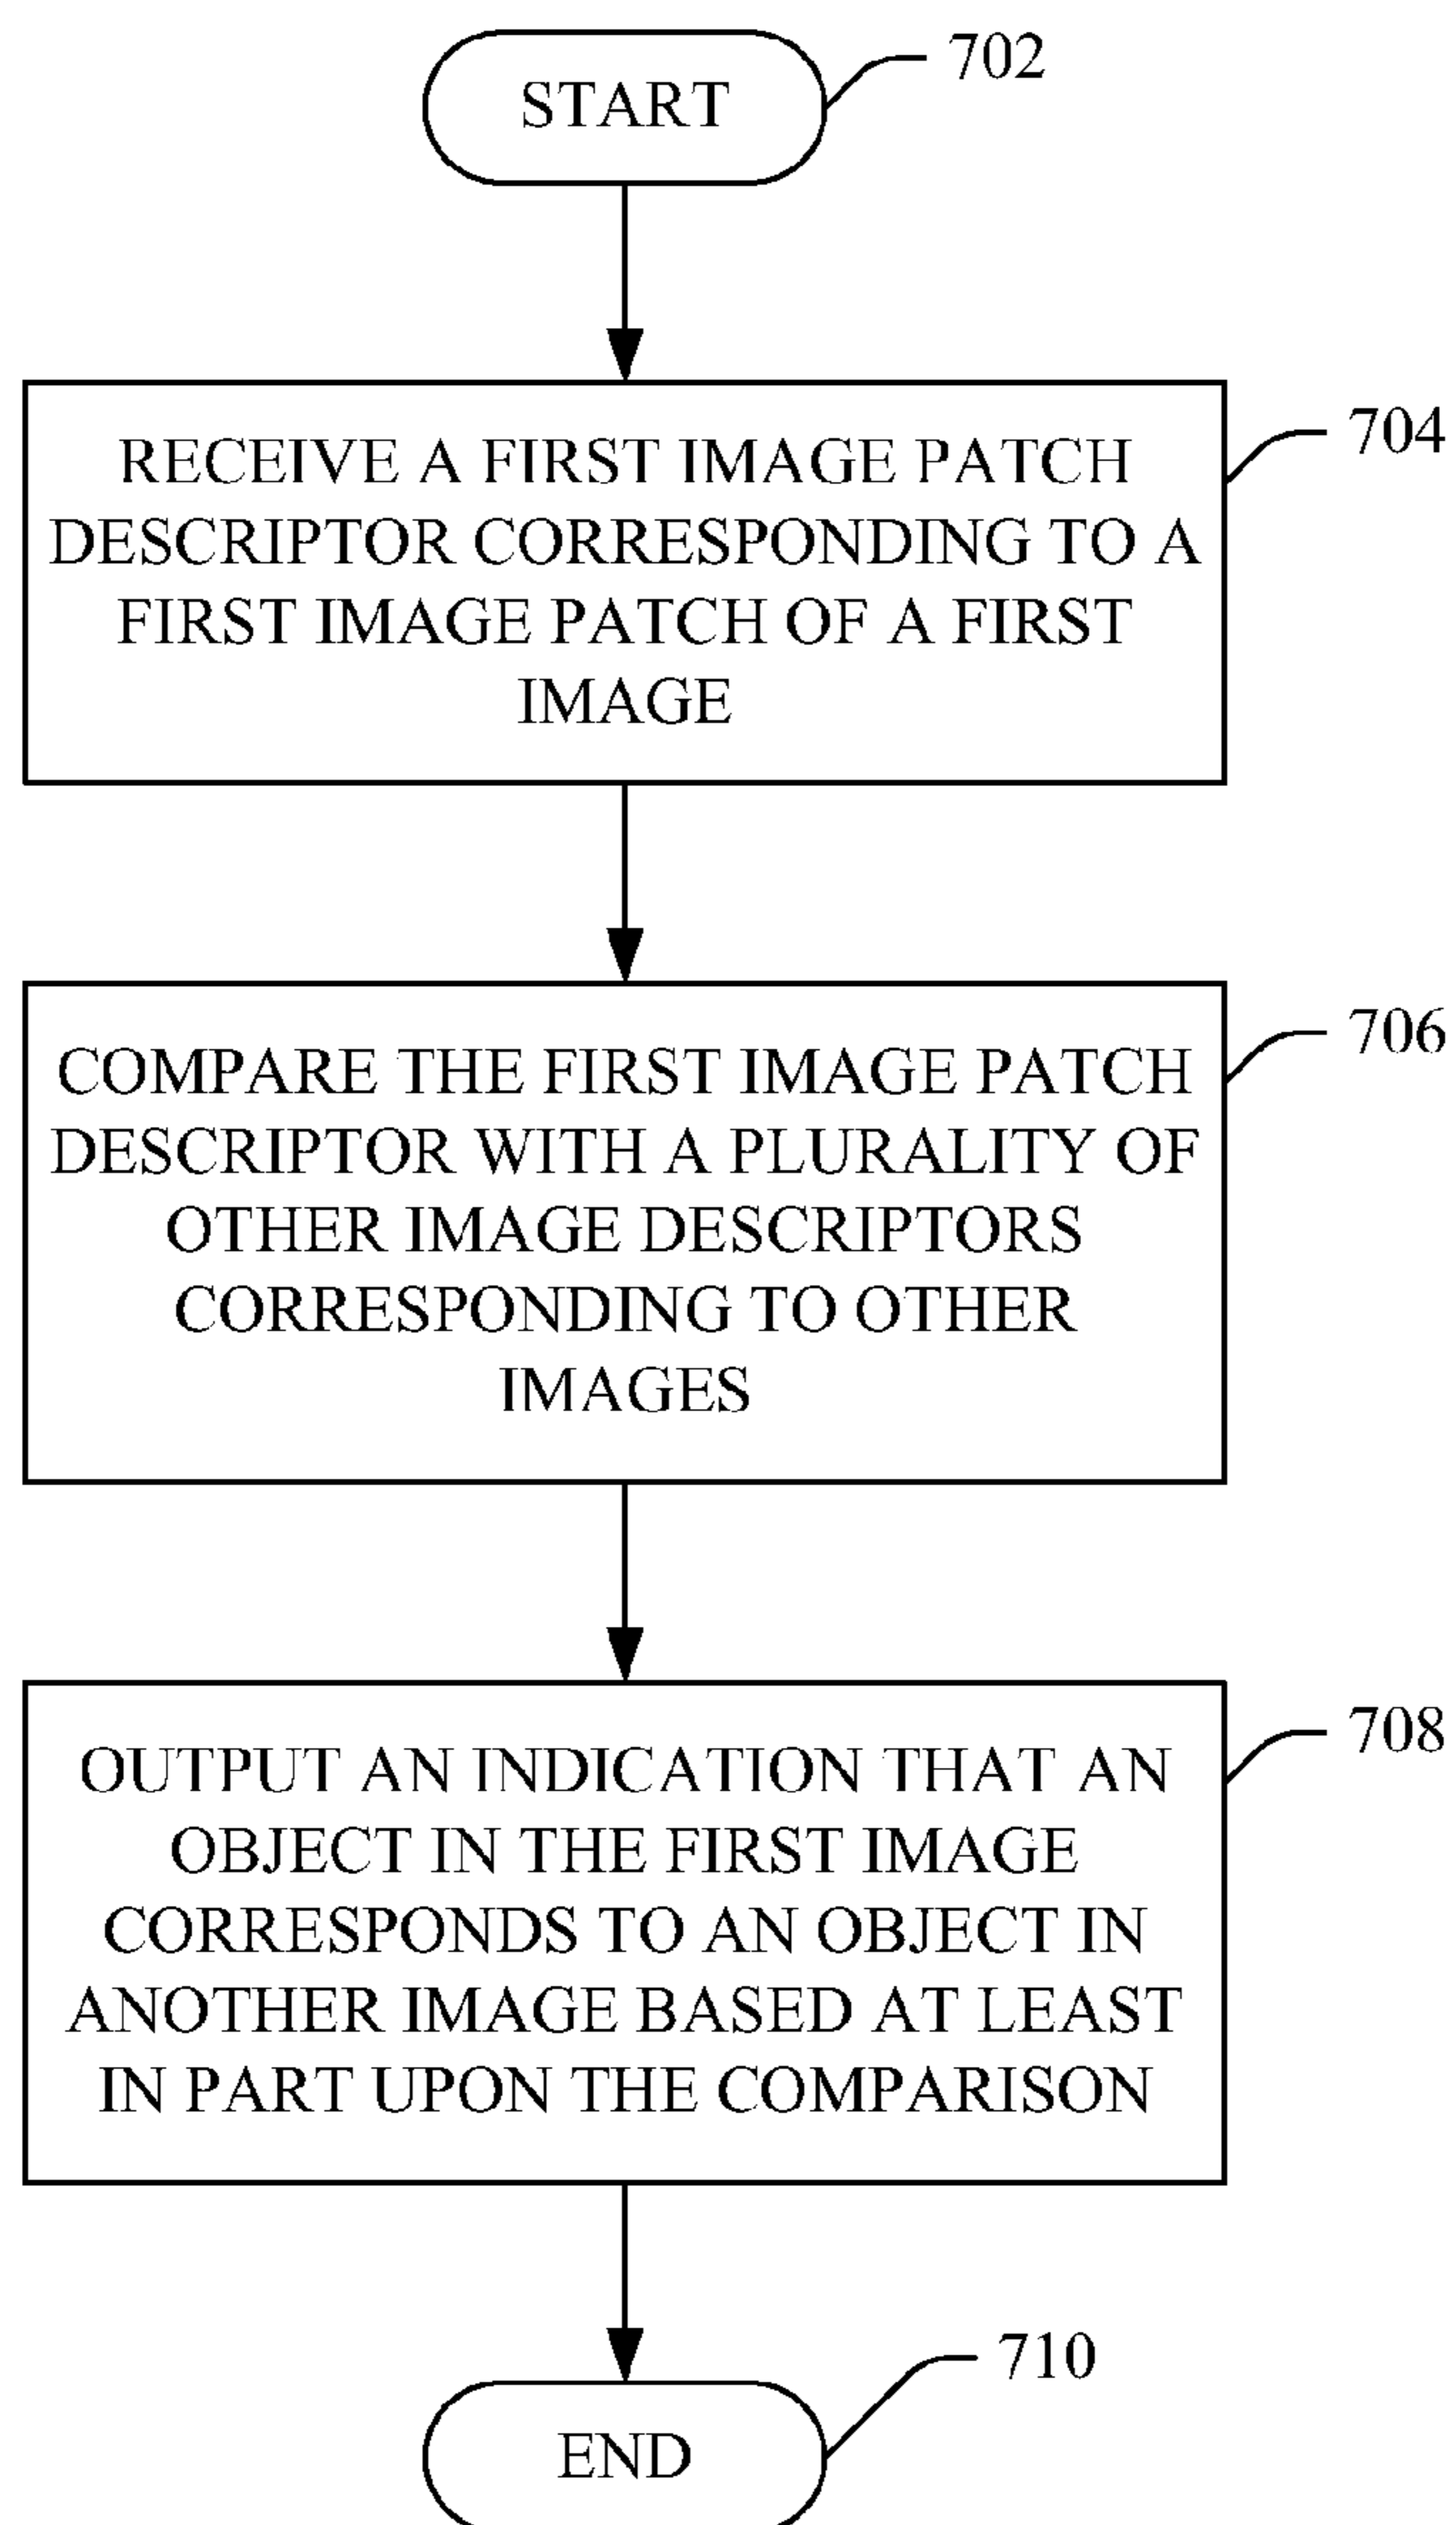 START
702
RECEIVE A FIRST IMAGE PATCH
DESCRIPTOR CORRESPONDING TO A
FIRST IMAGE PATCH OF A FIRST
IMAGE
704
COMPARE THE FIRST IMAGE PATCH
DESCRIPTOR WITH A PLURALITY OF
OTHER IMAGE DESCRIPTORS
CORRESPONDING TO OTHER
IMAGES
706
OUTPUT AN INDICATION THAT AN
OBJECT IN THE FIRST IMAGE
CORRESPONDS TO AN OBJECT IN
ANOTHER IMAGE BASED AT LEAST
IN PART UPON THE COMPARISON
708
END
710